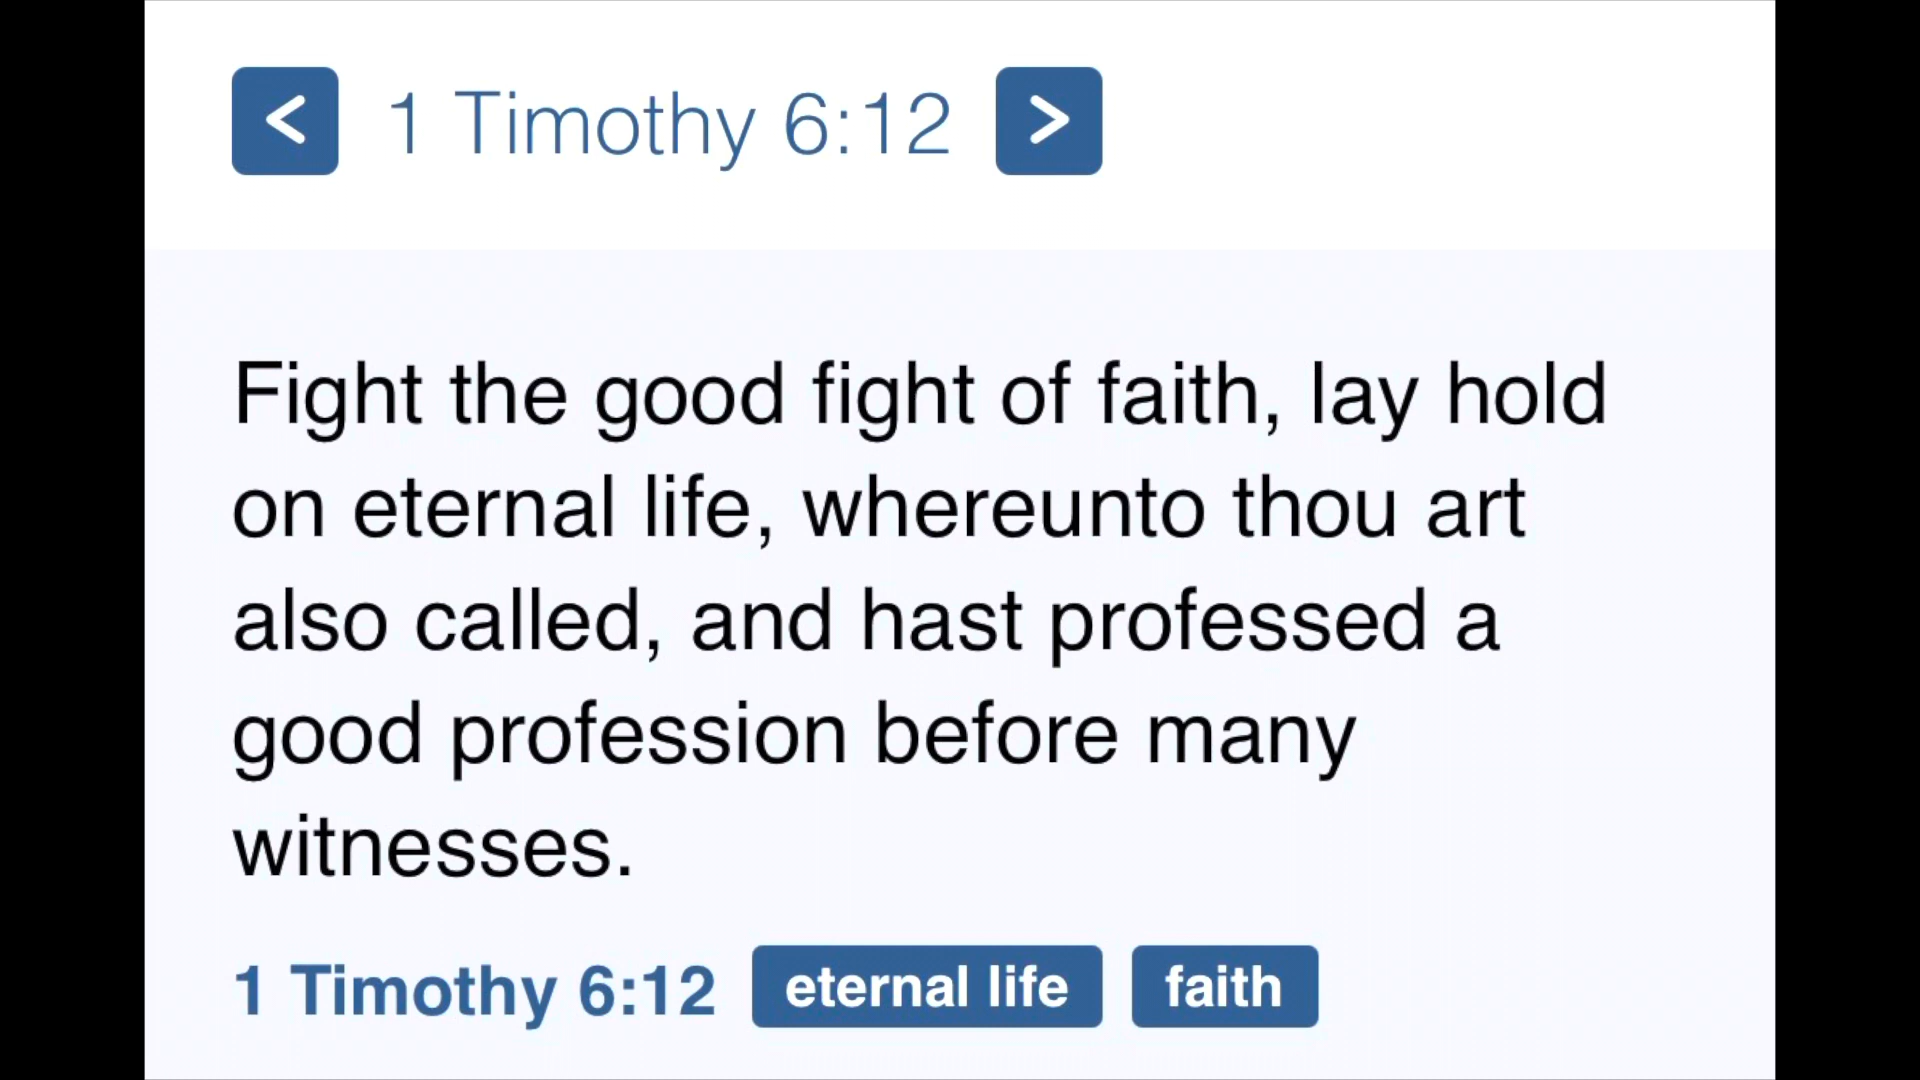 < 1 Timothy 6:12 >
Fight the good fight of faith, lay hold
on eternal life, whereunto thou art
also called, and hast professed a
good profession before many
witnesses.
1 Timothy 6:12 eternal life faith